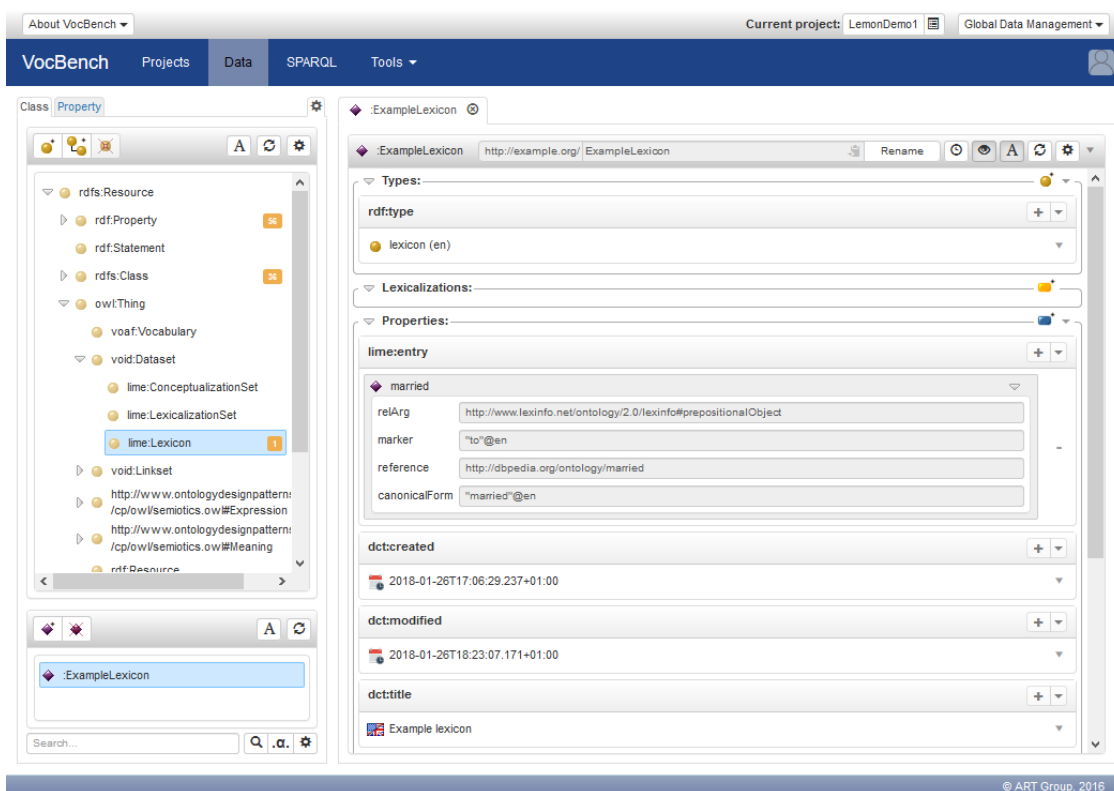 About VocBench
Current project: LemonDemo1 Global Data Management
VocBench Projects Data SPARQL Tools
Class Property
A
rdfs:Resource
rdf:Property 56
rdf:Statement
rdfs:Class 56
owl:Thing
voaf:Vocabulary
void:Dataset
lime:ConceptualizationSet
lime:LexicalizationSet
lime:Lexicon 1
void:Linkset
http://www.ontologydesignpatterns
/cp/owl/semiotics.owl#Expression
http://www.ontologydesignpatterns
/cp/owl/semiotics.owl#Meaning
rdf:Resource
A
:ExampleLexicon
Search... .α.
:ExampleLexicon
:ExampleLexicon http://example.org/ ExampleLexicon Rename A
Types:
rdf:type
lexicon (en)
Lexicalizations:
Properties:
lime:entry
married
relArg http://www.lexinfo.net/ontology/2.0/lexinfo#prepositionalObject
marker "to"@en
reference http://dbpedia.org/ontology/married
canonicalForm "married"@en
dct:created
2018-01-26T17:06:29.237+01:00
dct:modified
2018-01-26T18:23:07.171+01:00
dct:title
Example lexicon
© ART Group, 2016